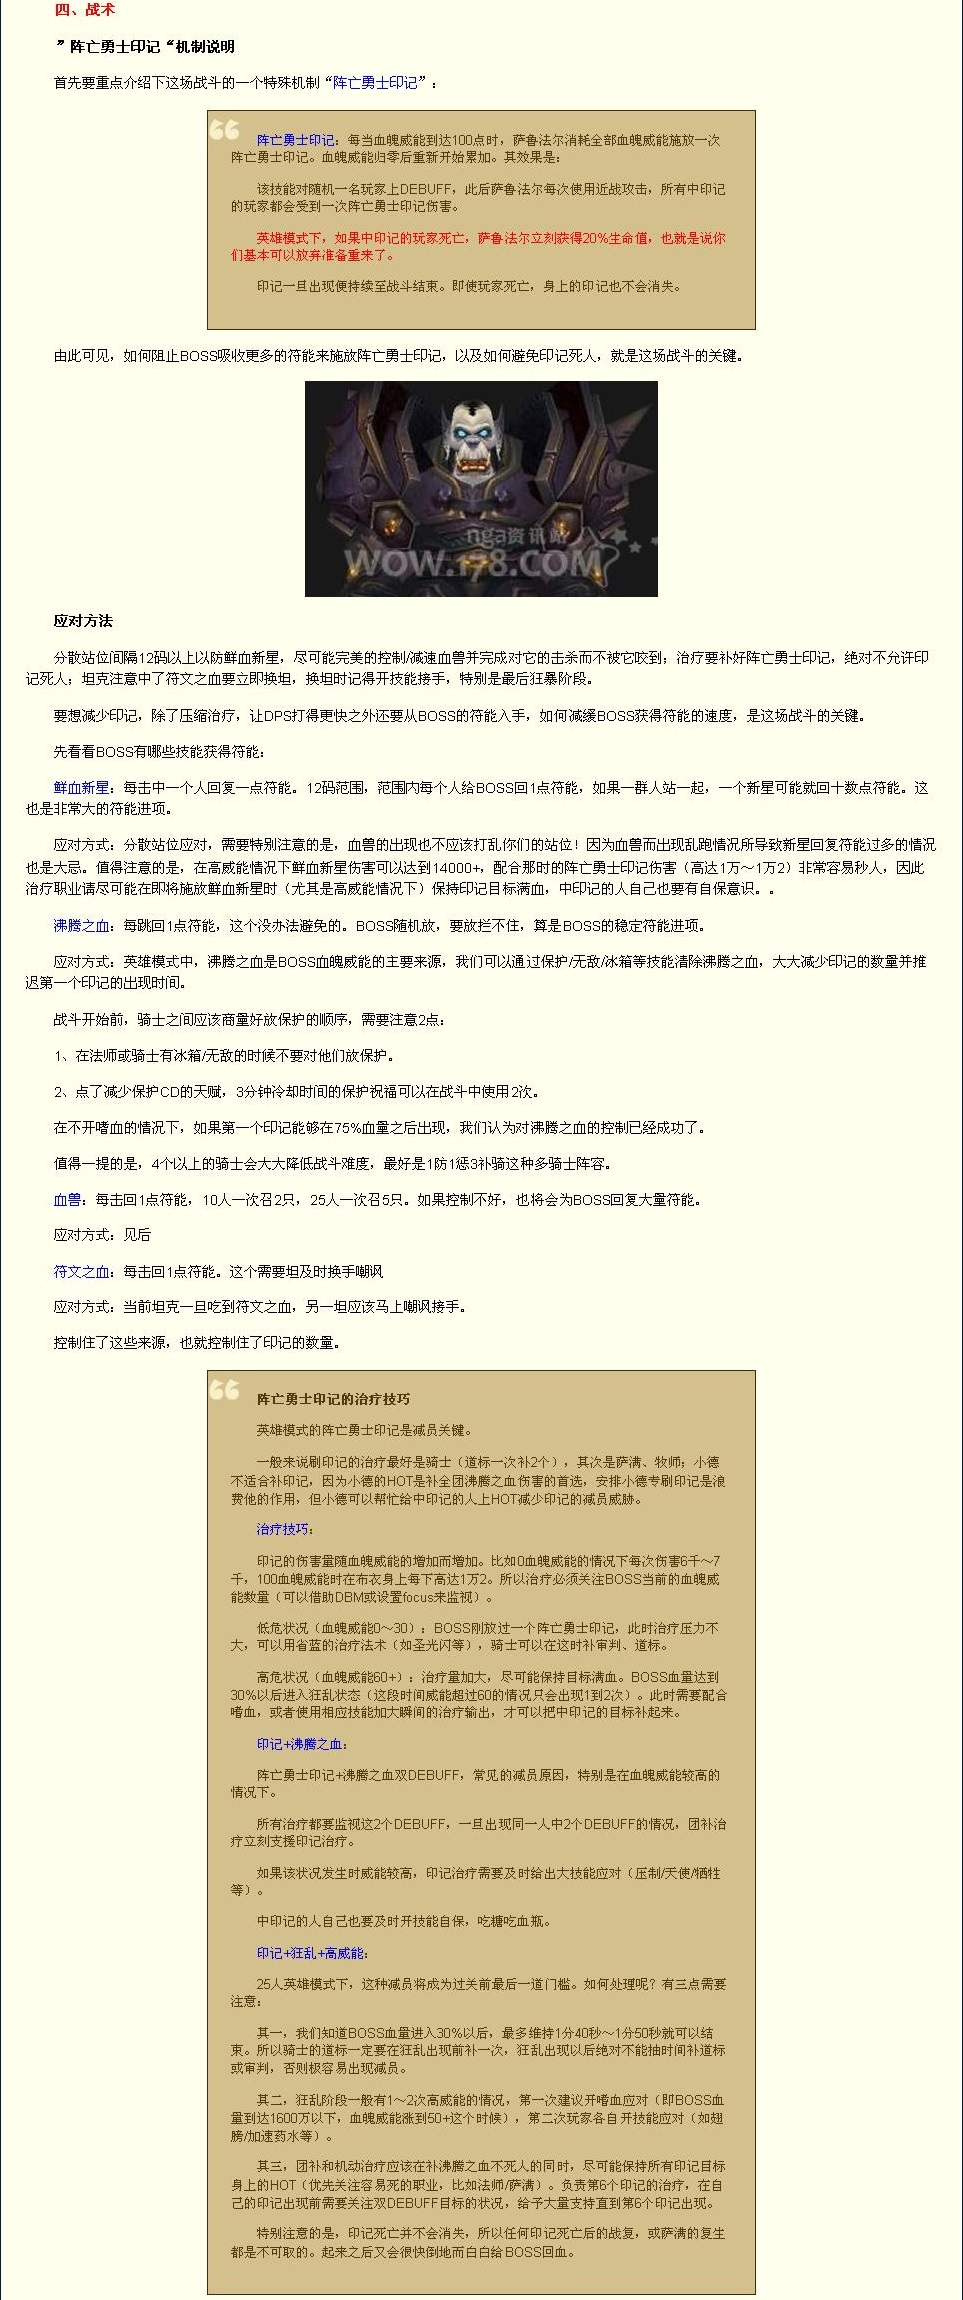 四、战术
”阵亡勇士印记“机制说明
首先要重点介绍下这场战斗的一个特殊机制“阵亡勇士印记”：
阵亡勇士印记：每当血魄威能到达100点时，萨鲁法尔消耗全部血魄威能施放一次
阵亡勇士印记。血魄威能归零后重新开始累加。其效果是：
该技能对随机一名玩家上DEBUFF，此后萨鲁法尔每次使用近战攻击，所有中印记
的玩家都会受到一次阵亡勇士印记伤害。
英雄模式下，如果中印记的玩家死亡，萨鲁法尔立刻获得20%生命值，也就是说你
们基本可以放弃准备重来了。
印记一旦出现便持续至战斗结束。即使玩家死亡，身上的印记也不会消失。
由此可见，如何阻止BOSS吸收更多的符能来施放阵亡勇士印记，以及如何避免印记死人，就是这场战斗的关键。
nga资讯站
WOW.178.COM
应对方法
分散站位间隔12码以上以防鲜血新星，尽可能完美的控制/减速血兽并完成对它的击杀而不被它咬到；治疗要补好阵亡勇士印记，绝对不允许印
记死人；坦克注意中了符文之血要立即换坦，换坦时记得开技能接手，特别是最后狂暴阶段。
要想减少印记，除了压缩治疗，让DPS打得更快之外还要从BOSS的符能入手，如何减缓BOSS获得符能的速度，是这场战斗的关键。
先看看BOSS有哪些技能获得符能：
鲜血新星：每击中一个人回复一点符能。12码范围，范围内每个人给BOSS回1点符能，如果一群人站一起，一个新星可能就回十数点符能。这
也是非常大的符能进项。
应对方式：分散站位应对，需要特别注意的是，血兽的出现也不应该打乱你们的站位！因为血兽而出现乱跑情况所导致新星回复符能过多的情况
也是大忌。值得注意的是，在高威能情况下鲜血新星伤害可以达到14000+，配合那时的阵亡勇士印记伤害（高达1万～1万2）非常容易秒人，因此
治疗职业请尽可能在即将施放鲜血新星时（尤其是高威能情况下）保持印记目标满血，中印记的人自己也要有自保意识。。
沸腾之血：每跳回1点符能，这个没办法避免的。BOSS随机放，要放拦不住，算是BOSS的稳定符能进项。
应对方式：英雄模式中，沸腾之血是BOSS血魄威能的主要来源，我们可以通过保护/无敌/冰箱等技能清除沸腾之血，大大减少印记的数量并推
迟第一个印记的出现时间。
战斗开始前，骑士之间应该商量好放保护的顺序，需要注意2点：
1、在法师或骑士有冰箱/无敌的时候不要对他们放保护。
2、点了减少保护CD的天赋，3分钟冷却时间的保护祝福可以在战斗中使用2次。
在不开嗜血的情况下，如果第一个印记能够在75%血量之后出现，我们认为对沸腾之血的控制已经成功了。
值得一提的是，4个以上的骑士会大大降低战斗难度，最好是1防1惩3补骑这种多骑士阵容。
血兽：每击回1点符能，10人一次召2只，25人一次召5只。如果控制不好，也将会为BOSS回复大量符能。
应对方式：见后
符文之血：每击回1点符能。这个需要坦及时换手嘲讽
应对方式：当前坦克一旦吃到符文之血，另一坦应该马上嘲讽接手。
控制住了这些来源，也就控制住了印记的数量。
阵亡勇士印记的治疗技巧
英雄模式的阵亡勇士印记是减员关键。
一般来说刷印记的治疗最好是骑士（道标一次补2个），其次是萨满、牧师；小德
不适合补印记，因为小德的HOT是补全团沸腾之血伤害的首选，安排小德专刷印记是浪
费他的作用，但小德可以帮忙给中印记的人上HOT减少印记的减员威胁。
治疗技巧：
印记的伤害量随血魄威能的增加而增加。比如0血魄威能的情况下每次伤害6千～7
千，100血魄威能时在布衣身上每下高达1万2。所以治疗必须关注BOSS当前的血魄威
能数量（可以借助DBM或设置focus来监视）。
低危状况（血魄威能0～30）：BOSS刚放过一个阵亡勇士印记，此时治疗压力不
大，可以用省蓝的治疗法术（如圣光闪等），骑士可以在这时补审判、道标。
高危状况（血魄威能60+）：治疗量加大，尽可能保持目标满血。BOSS血量达到
30%以后进入狂乱状态（这段时间威能超过60的情况只会出现1到2次）。此时需要配合
嗜血，或者使用相应技能加大瞬间的治疗输出，才可以把中印记的目标补起来。
印记+沸腾之血：
阵亡勇士印记+沸腾之血双DEBUFF，常见的减员原因，特别是在血魄威能较高的
情况下。
所有治疗都要监视这2个DEBUFF，一旦出现同一人中2个DEBUFF的情况，团补治
疗立刻支援印记治疗。
如果该状况发生时威能较高，印记治疗需要及时给出大技能应对（压制/天使/牺牲
等）。
中印记的人自己也要及时开技能自保，吃糖吃血瓶。
印记+狂乱+高威能：
25人英雄模式下，这种减员将成为过关前最后一道门槛。如何处理呢？有三点需要
注意：
其一，我们知道BOSS血量进入30%以后，最多维持1分40秒～1分50秒就可以结
束。所以骑士的道标一定要在狂乱出现前补一次，狂乱出现以后绝对不能抽时间补道标
或审判，否则极容易出现减员。
其二，狂乱阶段一般有1～2次高威能的情况，第一次建议开嗜血应对（即BOSS血
量到达1600万以下，血魄威能涨到50+这个时候），第二次玩家各自开技能应对（如翅
膀/加速药水等）。
其三，团补和机动治疗应该在补沸腾之血不死人的同时，尽可能保持所有印记目标
身上的HOT（优先关注容易死的职业，比如法师/萨满）。负责第6个印记的治疗，在自
己的印记出现前需要关注双DEBUFF目标的状况，给予大量支持直到第6个印记出现。
特别注意的是，印记死亡并不会消失，所以任何印记死亡后的战复，或萨满的复生
都是不可取的。起来之后又会很快倒地而白白给BOSS回血。